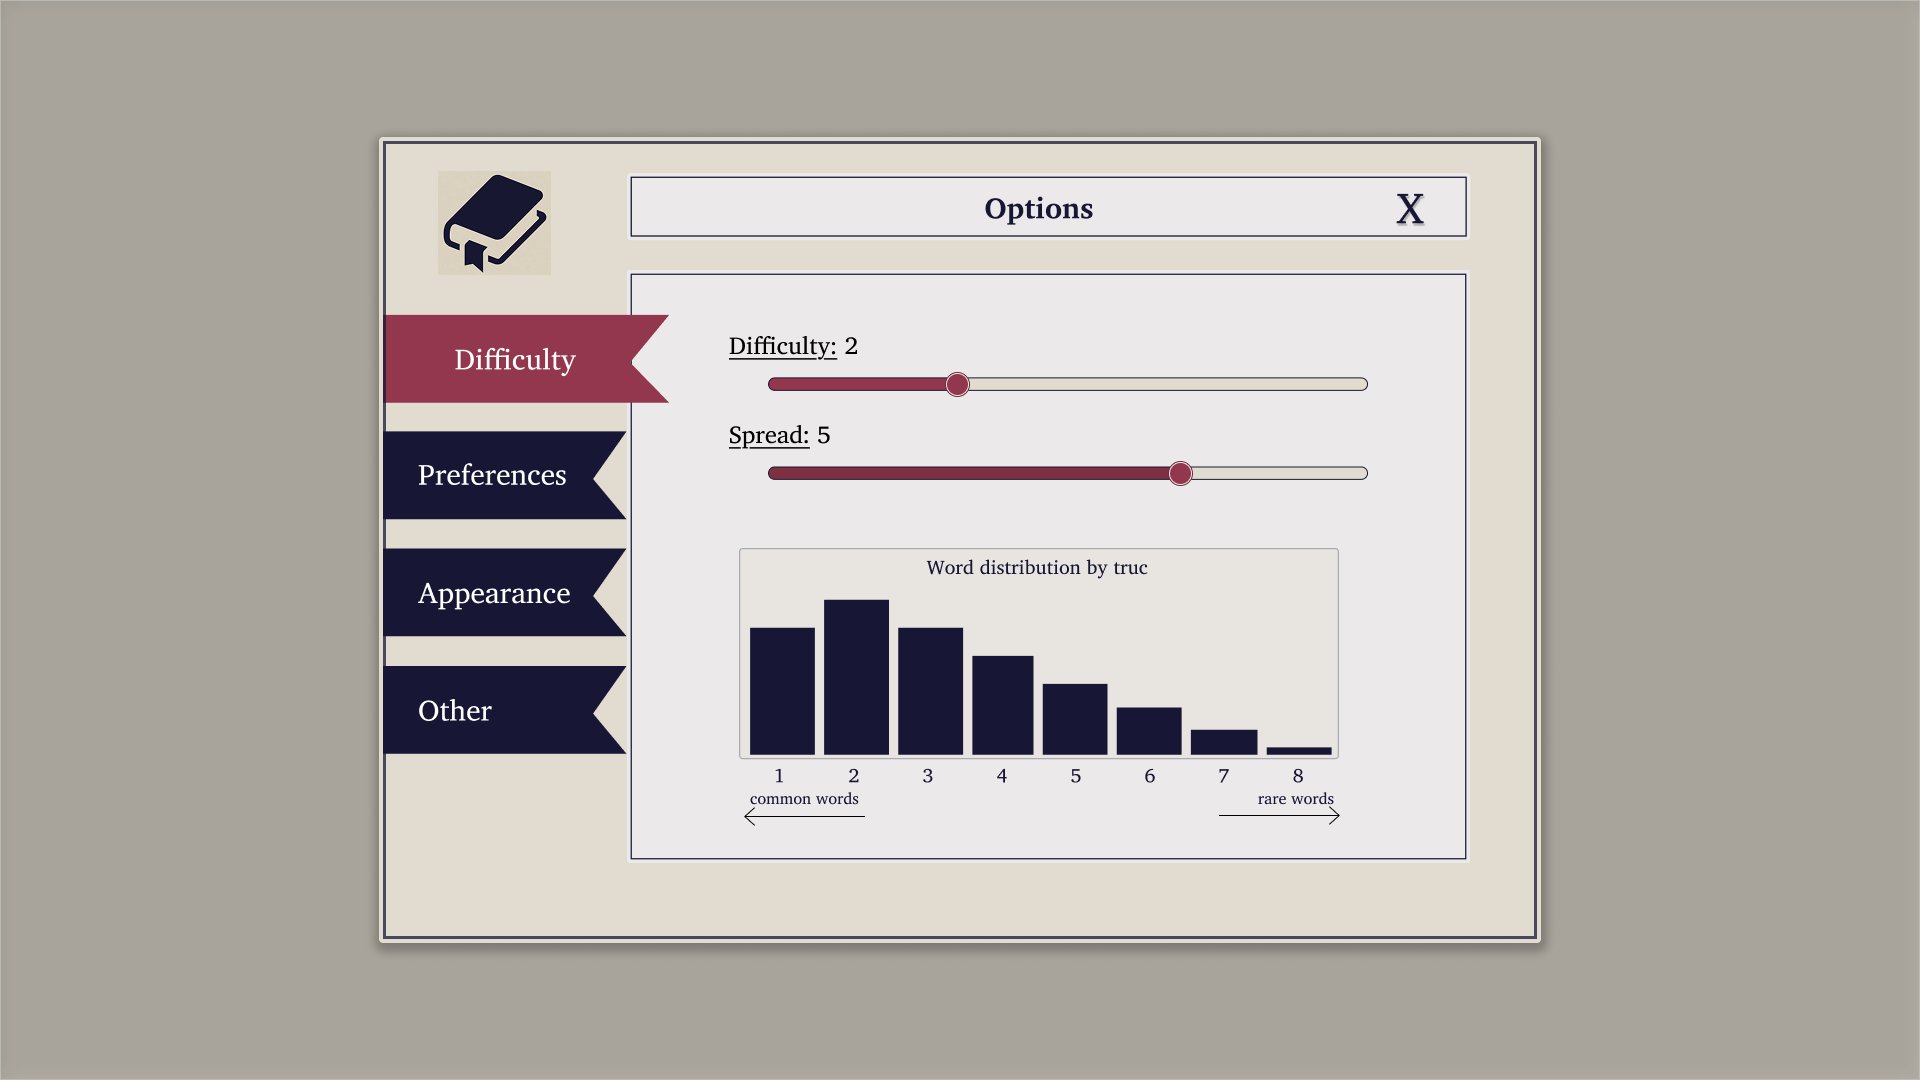 Options
X
Difficulty
Preferences
Appearance
Other
Difficulty: 2
Spread: 5
Word distribution by truc
1 2 3 4 5 6 7 8
common words
rare words